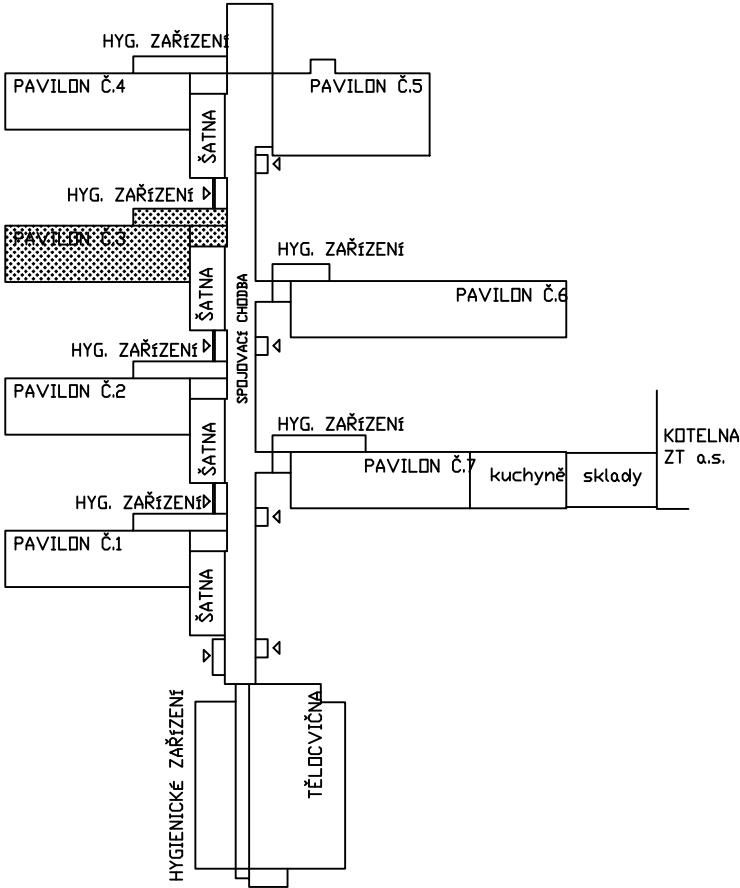 HYG. ZAŘÍZENÍ
PAVILON Č.4
PAVILON Č.5
ŠATNA
HYG. ZAŘÍZENÍ
PAVILON Č.3
HYG. ZAŘÍZENÍ
ŠATNA
SPOJOVACÍ CHODBA
PAVILON Č.6
HYG. ZAŘÍZENÍ
PAVILON Č.2
HYG. ZAŘÍZENÍ
ŠATNA
KOTELNA
ZT a.s.
PAVILON Č.7
kuchyně
sklady
HYG. ZAŘÍZENÍ
PAVILON Č.1
ŠATNA
HYGIENICKÉ ZAŘÍZENÍ
TĚLOCVIČNA